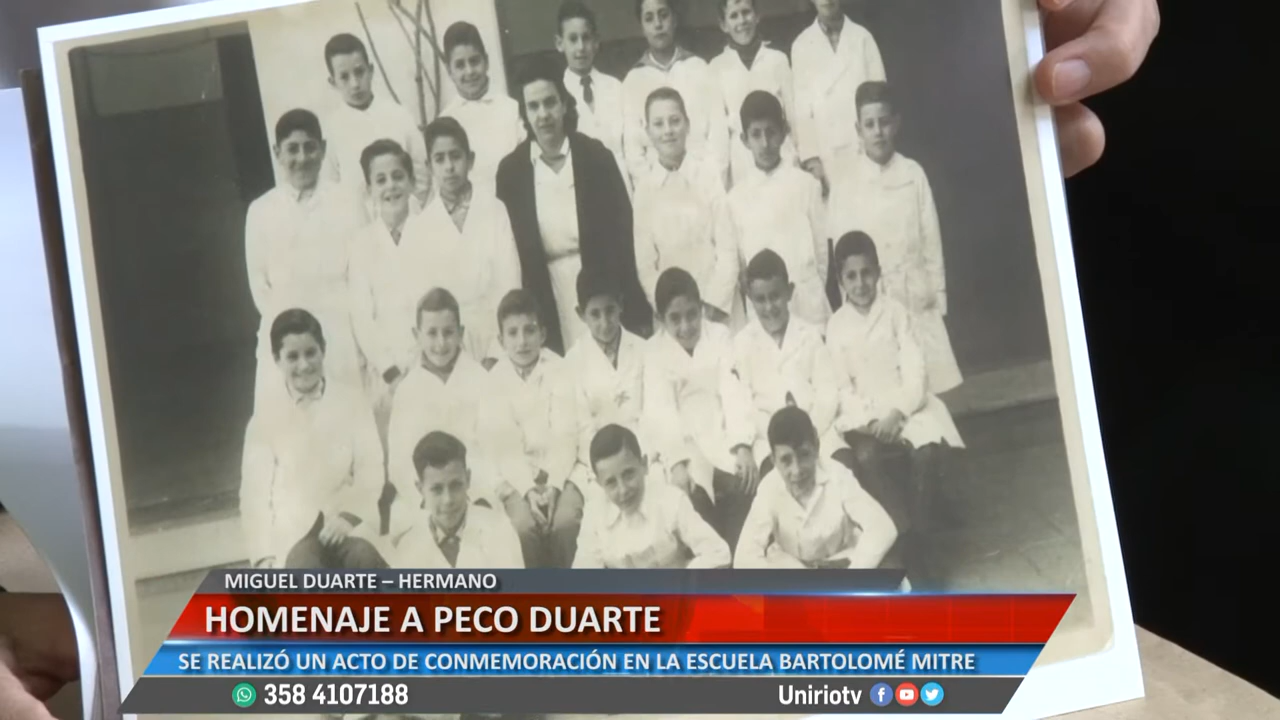 MIGUEL DUARTE – HERMANO
HOMENAJE A PECO DUARTE
SE REALIZÓ UN ACTO DE CONMEMORACIÓN EN LA ESCUELA BARTOLOMÉ MITRE
358 4107188 Uniriotv